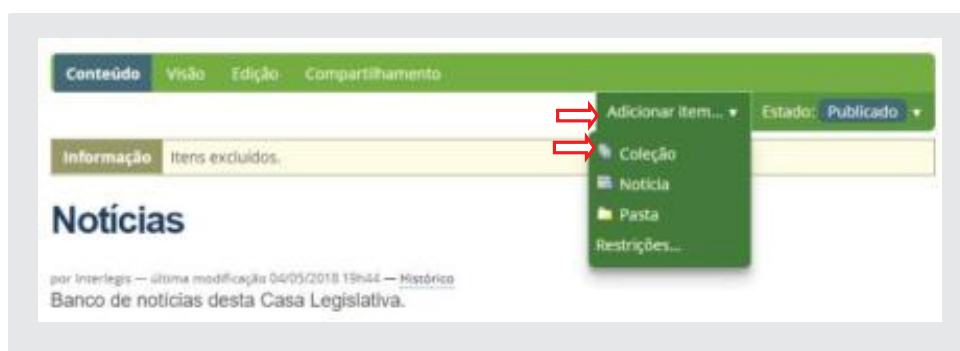 Conteúdo Visão Edição Compartilhamento
Adicionar item... Estado: Publicado
Informação Itens excluídos.
Coleção
Notícia
Pasta
Restrições...
Notícias
por Interlegis — última modificação 04/05/2018 19h44 — Histórico
Banco de notícias desta Casa Legislativa.